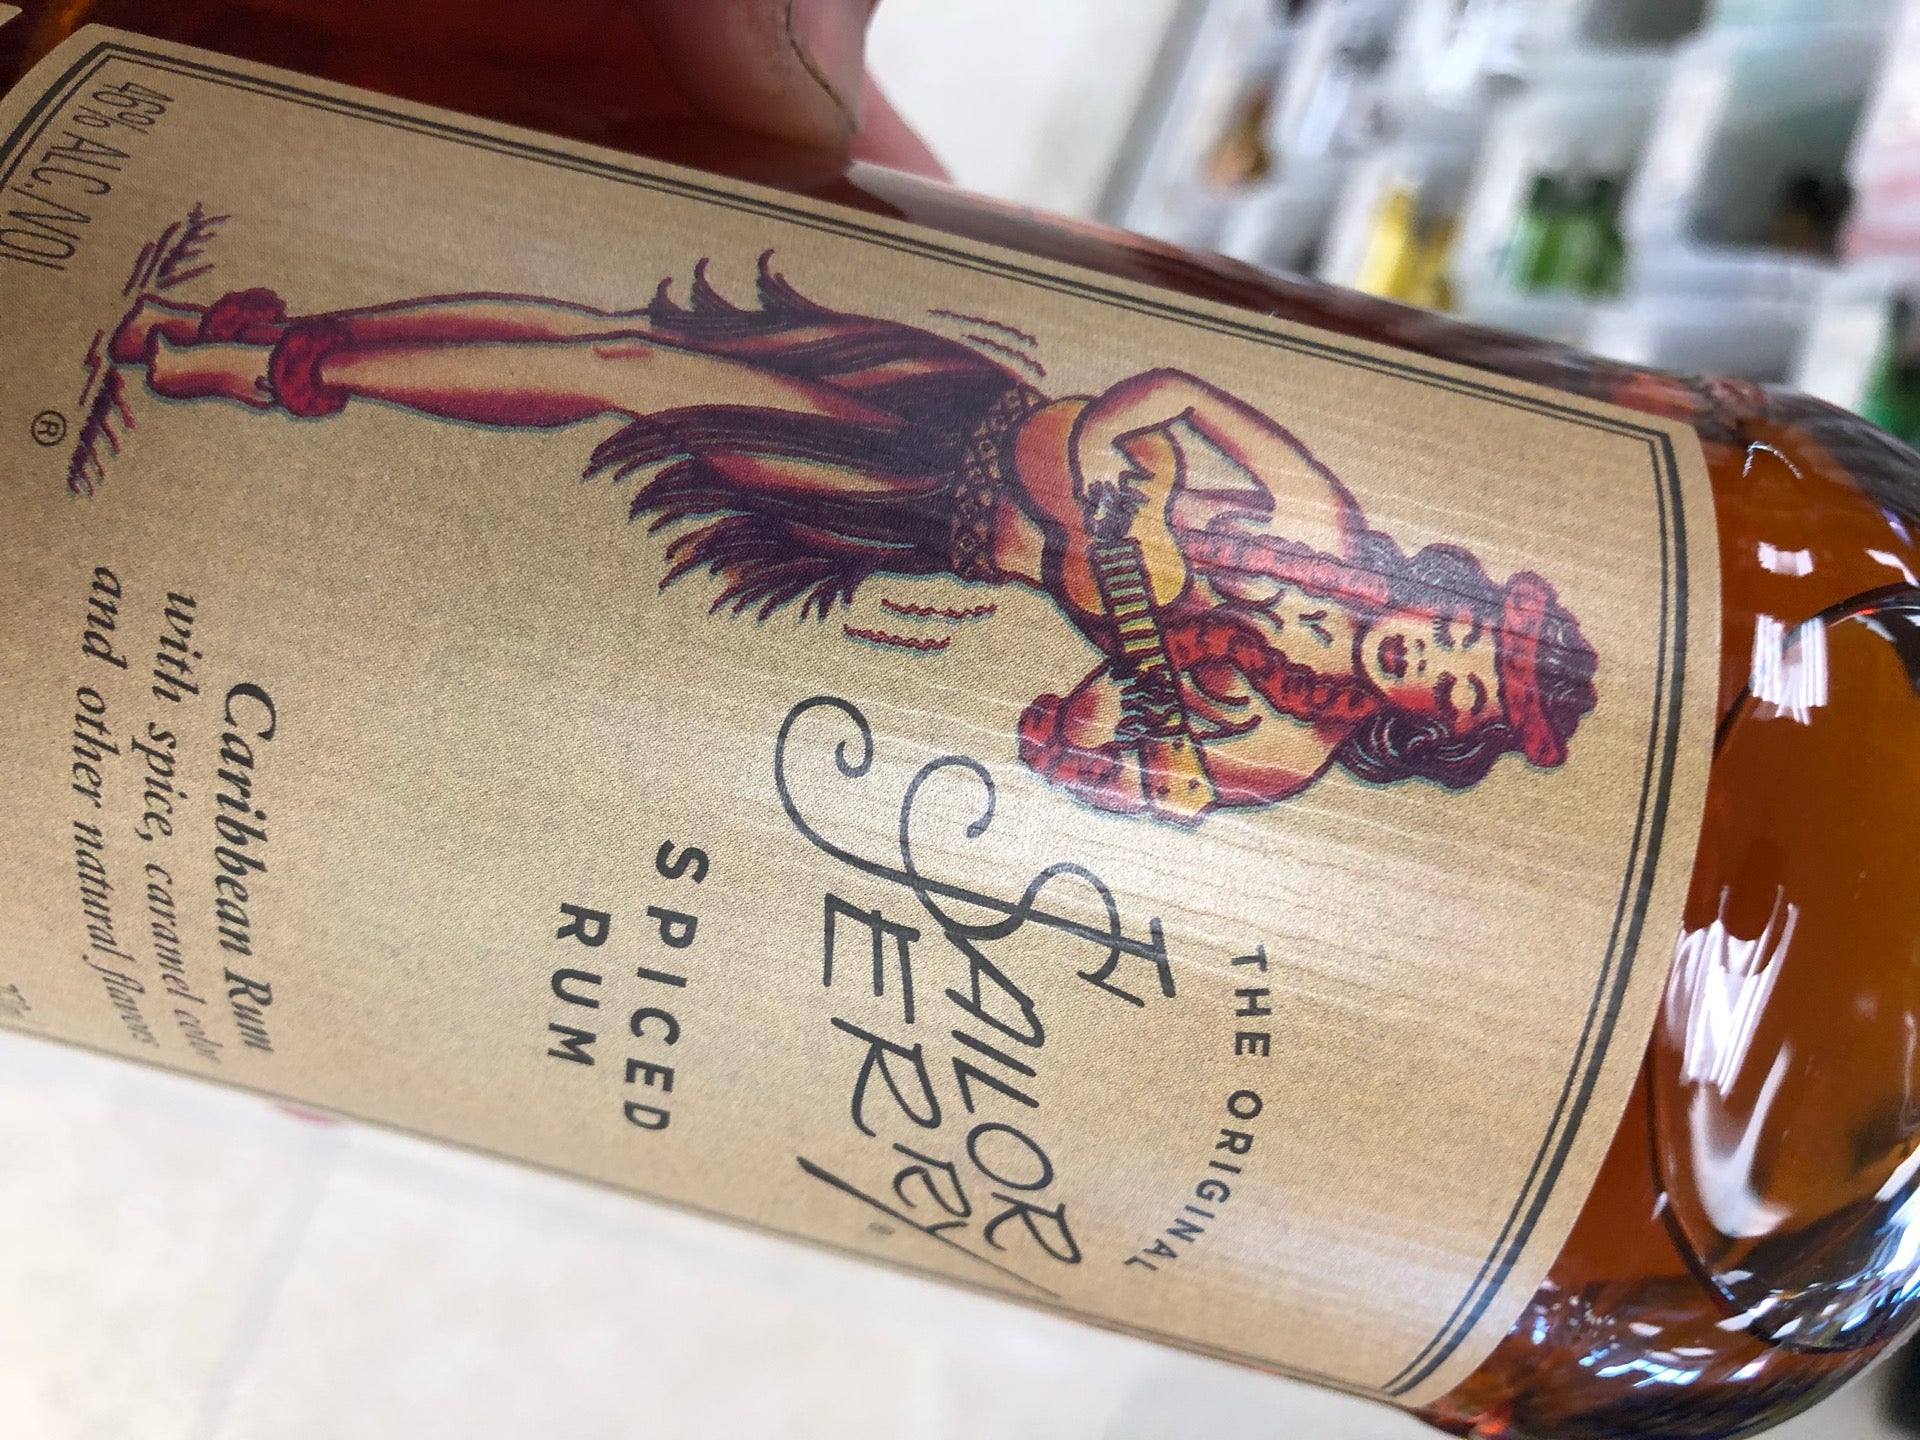 THE ORIGINAL
SAILOR
JERRY
SPICED
RUM
Caribbean Rum
with spice, caramel color
and other natural flavors
®
46% ALC./VOL